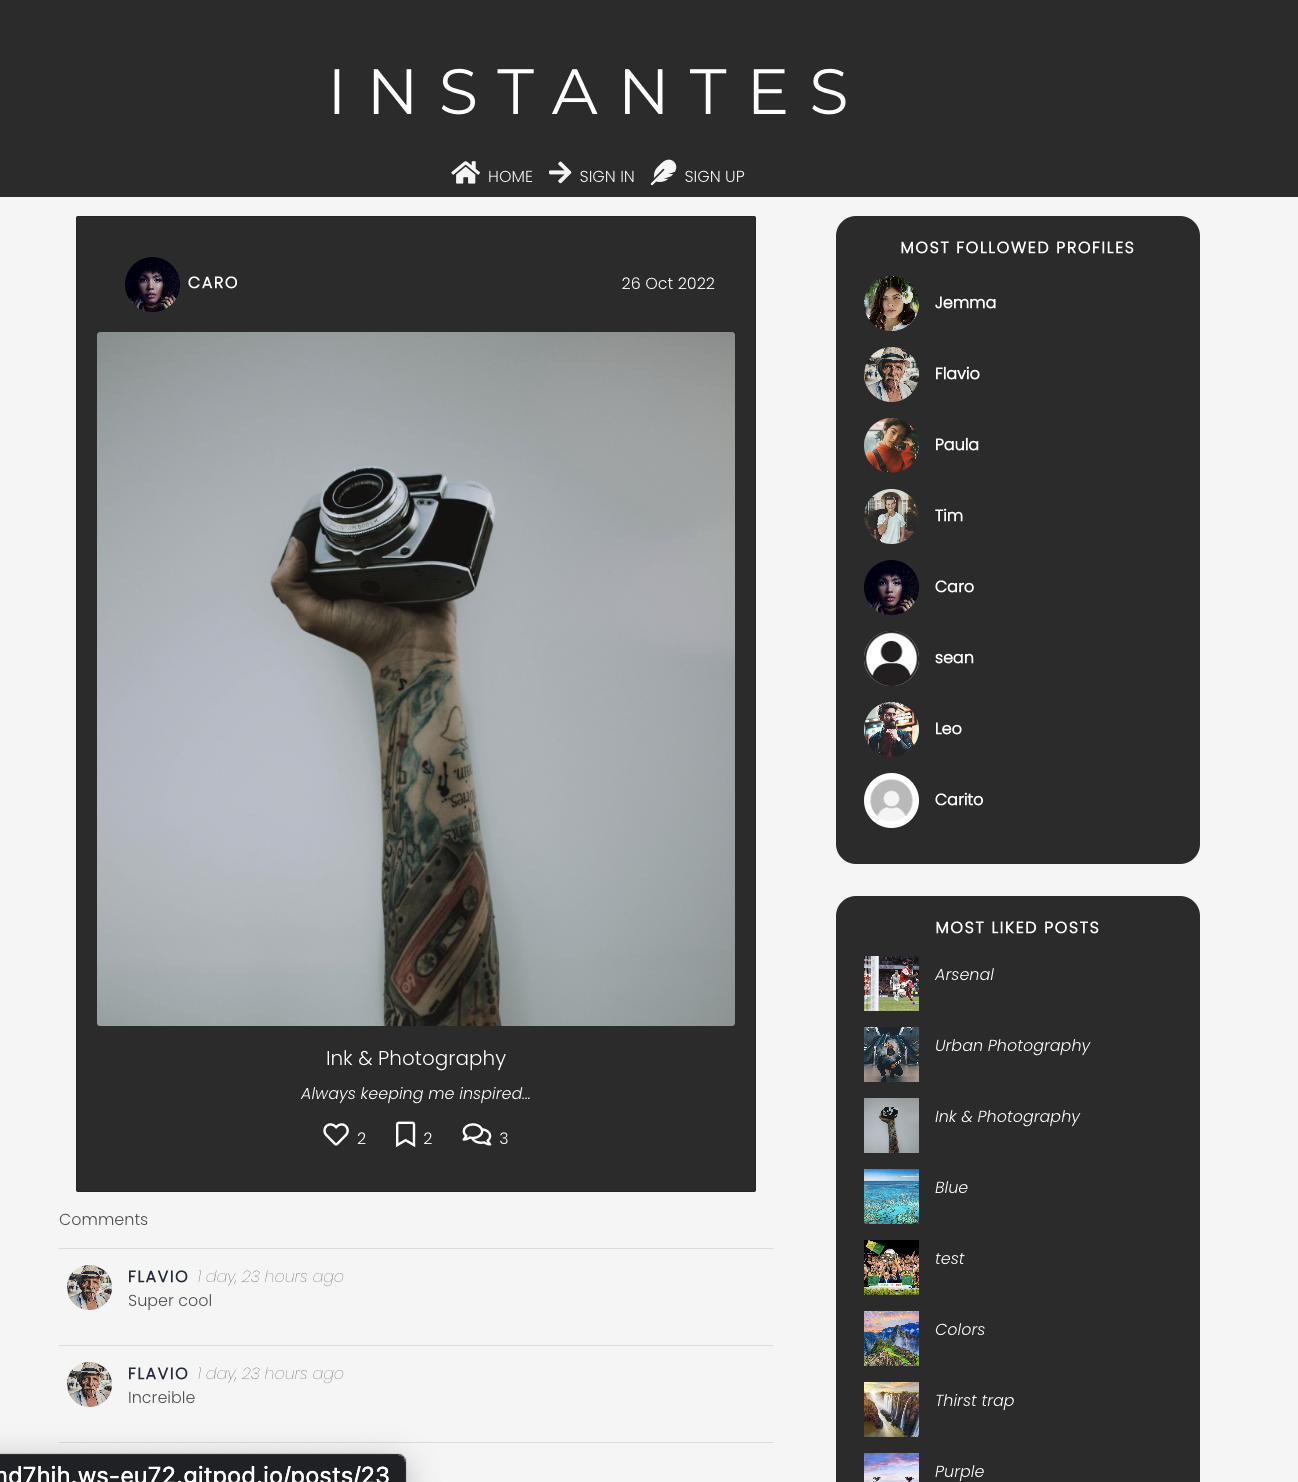 INSTANTES
HOME SIGN IN SIGN UP
CARO
26 Oct 2022
Ink & Photography
Always keeping me inspired...
2 2 3
Comments
FLAVIO 1 day, 23 hours ago
Super cool
FLAVIO 1 day, 23 hours ago
Increible
nd7hih.ws-eu72.gitpod.io/posts/23
MOST FOLLOWED PROFILES
Jemma
Flavio
Paula
Tim
Caro
sean
Leo
Carito
MOST LIKED POSTS
Arsenal
Urban Photography
Ink & Photography
Blue
test
Colors
Thirst trap
Purple